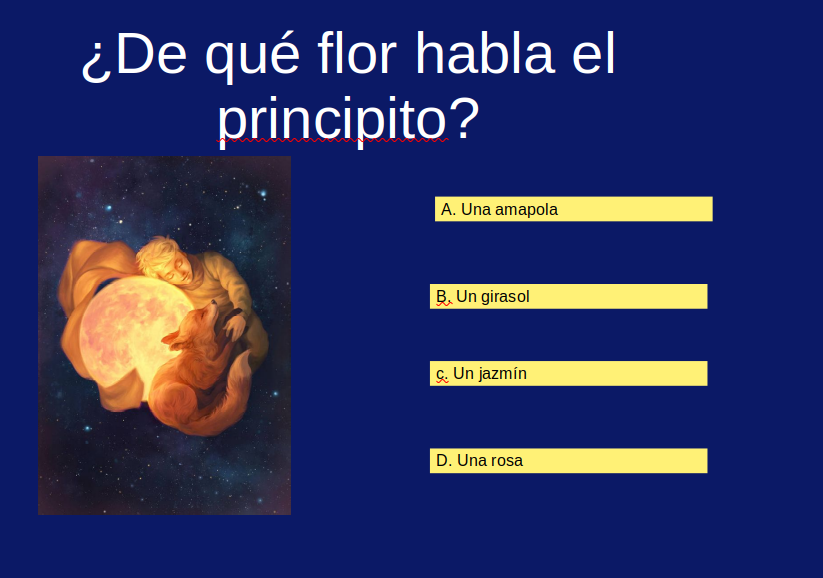 ¿De qué flor habla el
principito?
A. Una amapola
B. Un girasol
c. Un jazmín
D. Una rosa